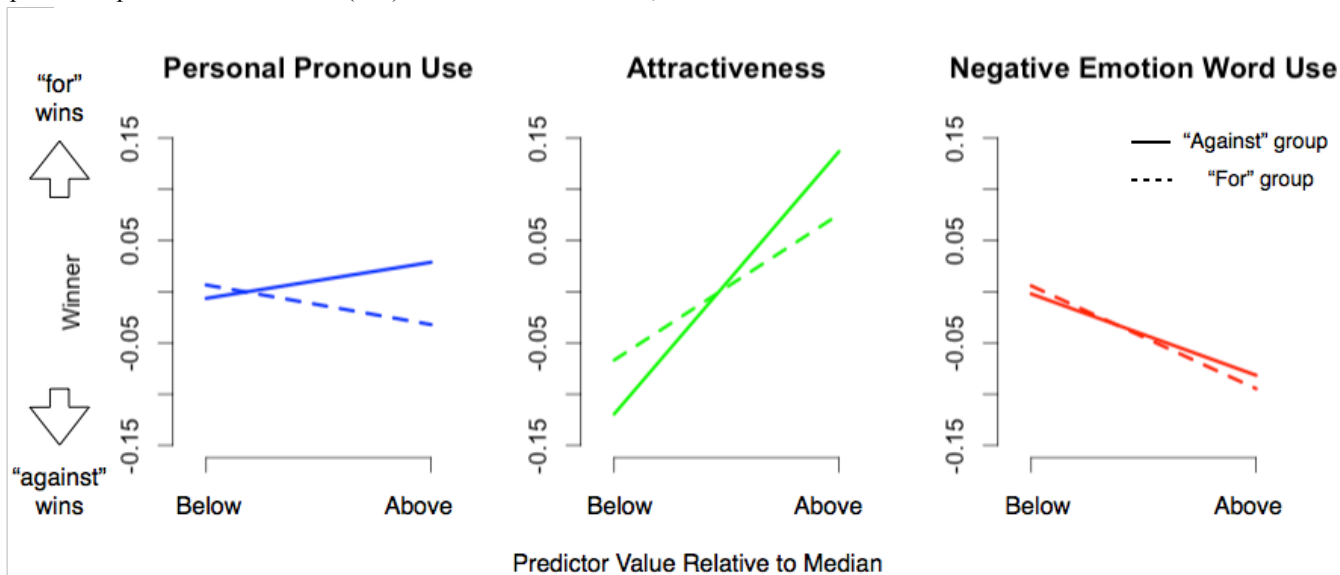 Personal Pronoun Use
Attractiveness
Negative Emotion Word Use
“for”
wins
Winner
“against”
wins
0.15
0.05
-0.05
-0.15
Below
Above
0.15
0.05
-0.05
-0.15
Below
Above
0.15
0.05
-0.05
-0.15
“Against” group
“For” group
Below
Above
Predictor Value Relative to Median